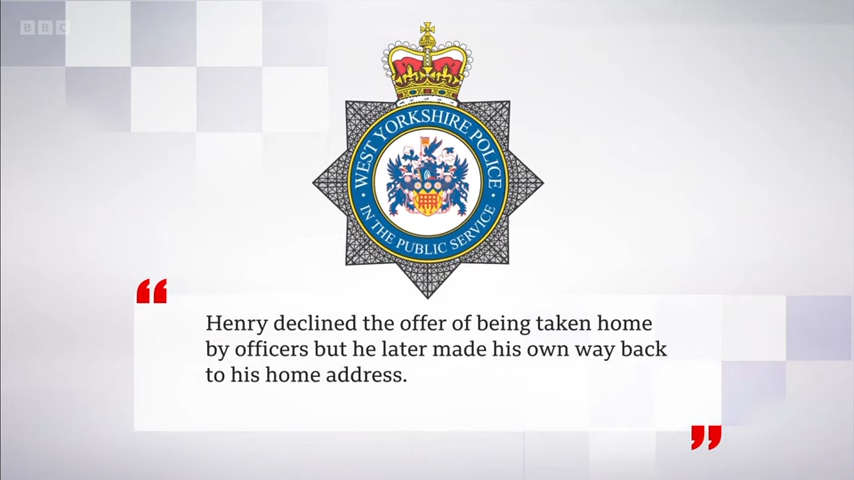 BBC
WEST YORKSHIRE POLICE
IN THE PUBLIC SERVICE
“
Henry declined the offer of being taken home
by officers but he later made his own way back
to his home address.
”